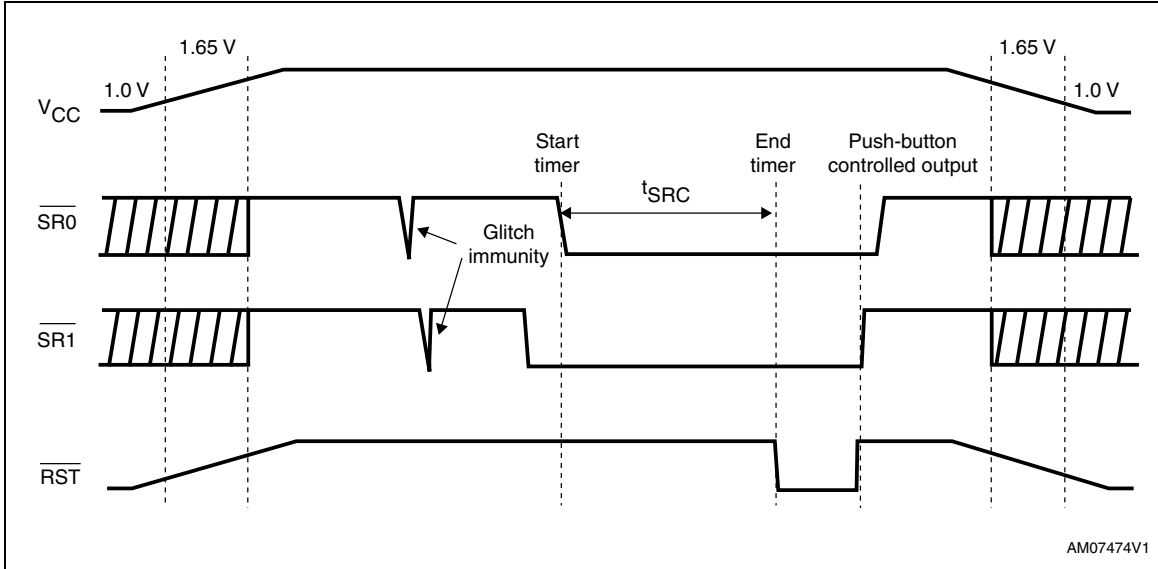 1.65 V
1.65 V
1.0 V
1.0 V
VCC
Start
timer
End
timer
Push-button
controlled output
tSRC
SR0
Glitch
immunity
SR1
RST
AM07474V1